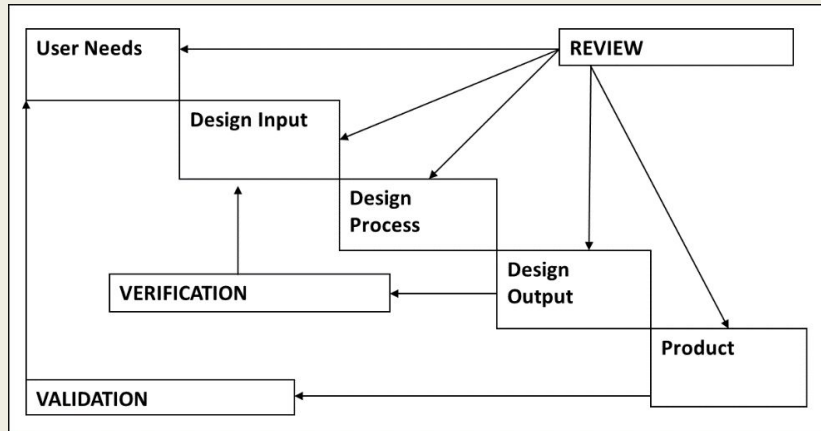 User Needs
REVIEW
Design Input
Design
Process
Design
Output
VERIFICATION
Product
VALIDATION